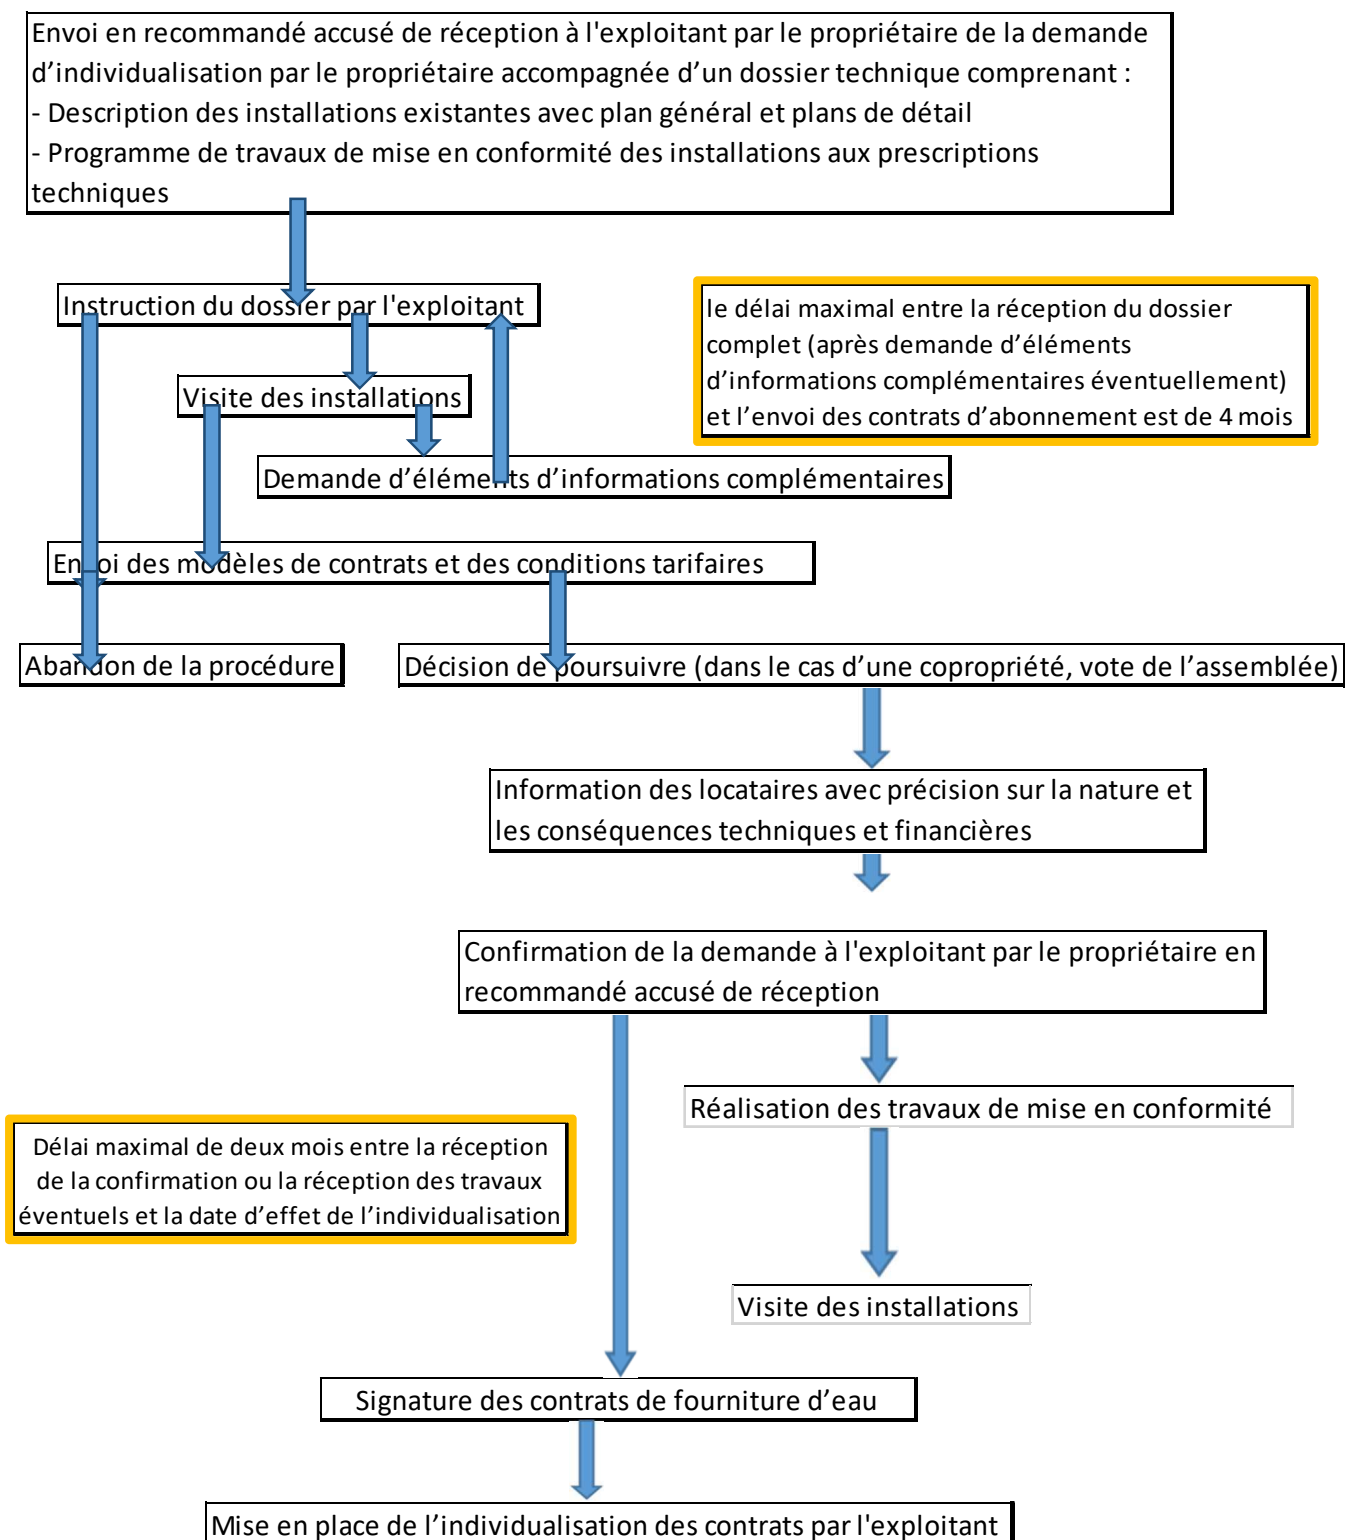 Envoi en recommandé accusé de réception à l'exploitant par le propriétaire de la demande
d’individualisation par le propriétaire accompagnée d’un dossier technique comprenant :
- Description des installations existantes avec plan général et plans de détail
- Programme de travaux de mise en conformité des installations aux prescriptions
techniques
Instruction du dossier par l'exploitant
le délai maximal entre la réception du dossier
complet (après demande d’éléments
d’informations complémentaires éventuellement)
et l’envoi des contrats d’abonnement est de 4 mois
Visite des installations
Demande d’éléments d’informations complémentaires
Envoi des modèles de contrats et des conditions tarifaires
Abandon de la procédure
Décision de poursuivre (dans le cas d’une copropriété, vote de l’assemblée)
Information des locataires avec précision sur la nature et
les conséquences techniques et financières
Confirmation de la demande à l'exploitant par le propriétaire en
recommandé accusé de réception
Réalisation des travaux de mise en conformité
Délai maximal de deux mois entre la réception
de la confirmation ou la réception des travaux
éventuels et la date d’effet de l’individualisation
Visite des installations
Signature des contrats de fourniture d’eau
Mise en place de l’individualisation des contrats par l'exploitant